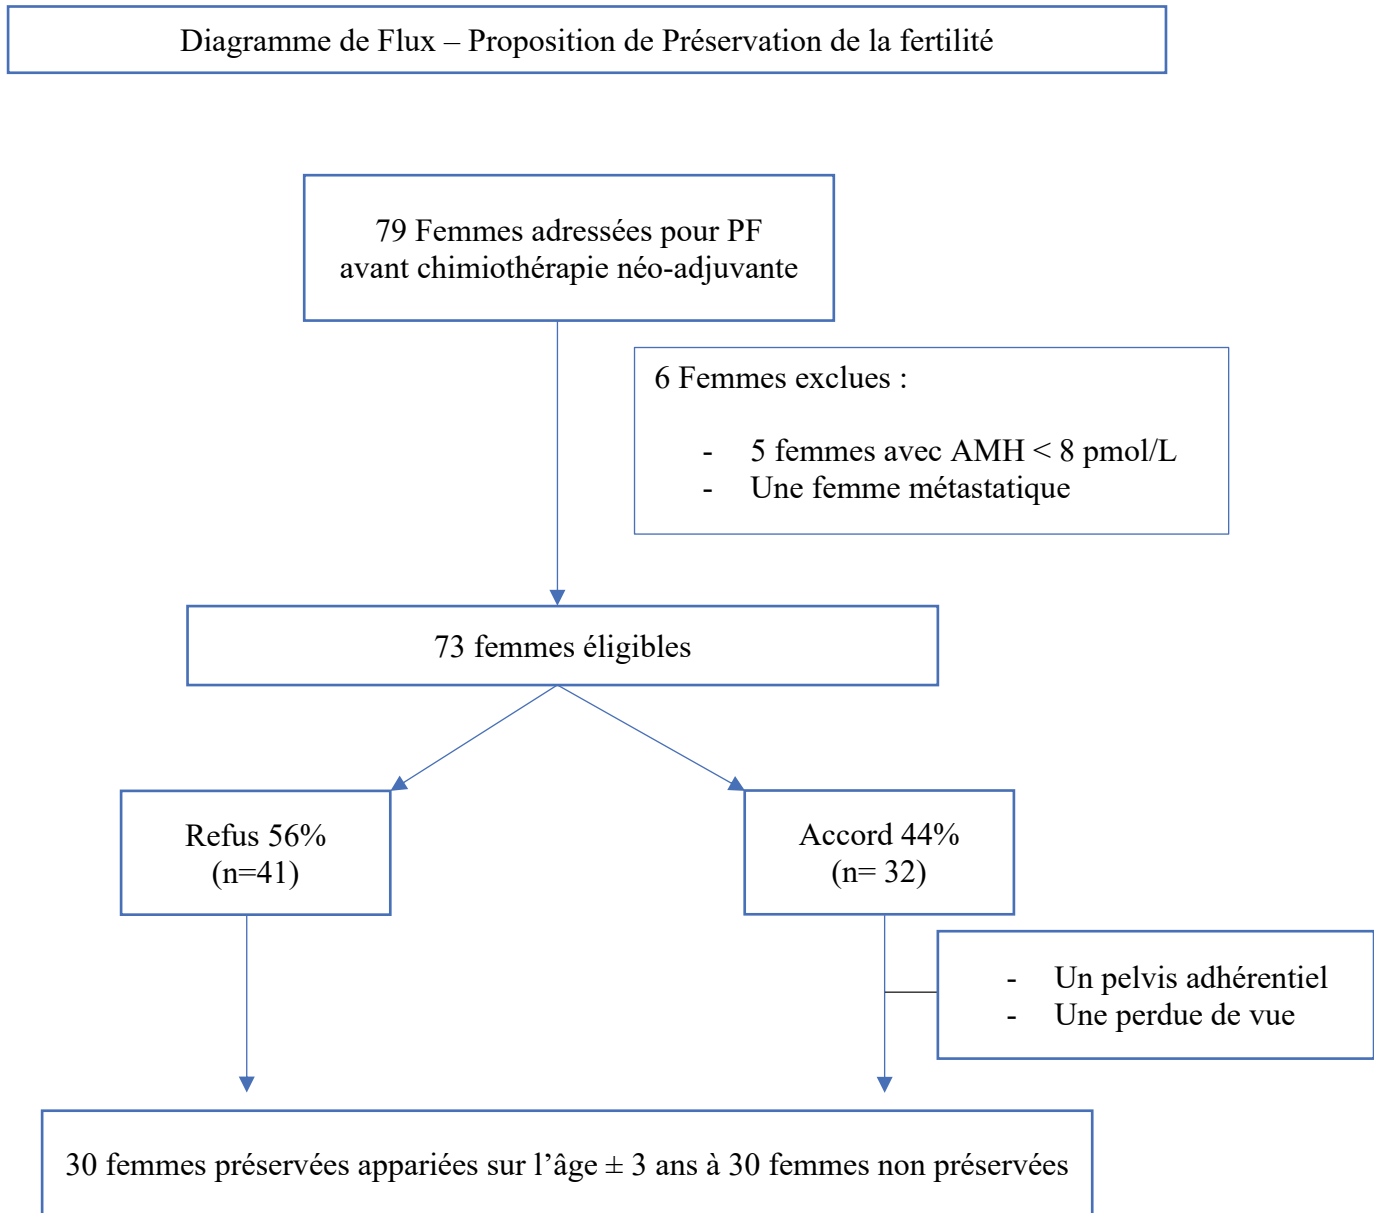 Diagramme de Flux – Proposition de Préservation de la fertilité
79 Femmes adressées pour PF
avant chimiothérapie néo-adjuvante
6 Femmes exclues :
- 5 femmes avec AMH < 8 pmol/L
- Une femme métastatique
73 femmes éligibles
Refus 56%
(n=41)
Accord 44%
(n= 32)
- Un pelvis adhérentiel
- Une perdue de vue
30 femmes préservées appariées sur l’âge ± 3 ans à 30 femmes non préservées